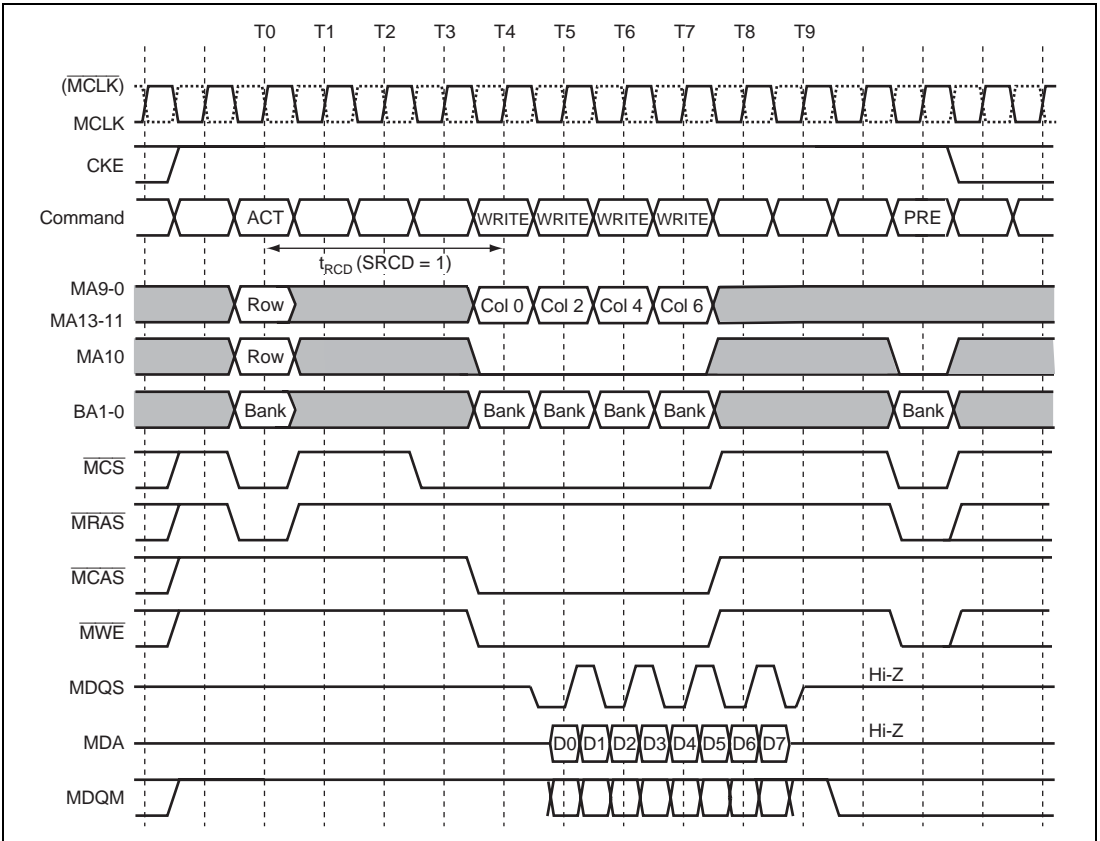 T0 T1 T2 T3 T4 T5 T6 T7 T8 T9
(MCLK)
MCLK
CKE
Command ACT WRITE WRITE WRITE WRITE PRE
tRCD (SRCD = 1)
MA9-0
MA13-11
Row Col 0 Col 2 Col 4 Col 6
MA10 Row
BA1-0 Bank Bank Bank Bank Bank Bank
MCS
MRAS
MCAS
MWE
MDQS Hi-Z
MDA D0 D1 D2 D3 D4 D5 D6 D7 Hi-Z
MDQM